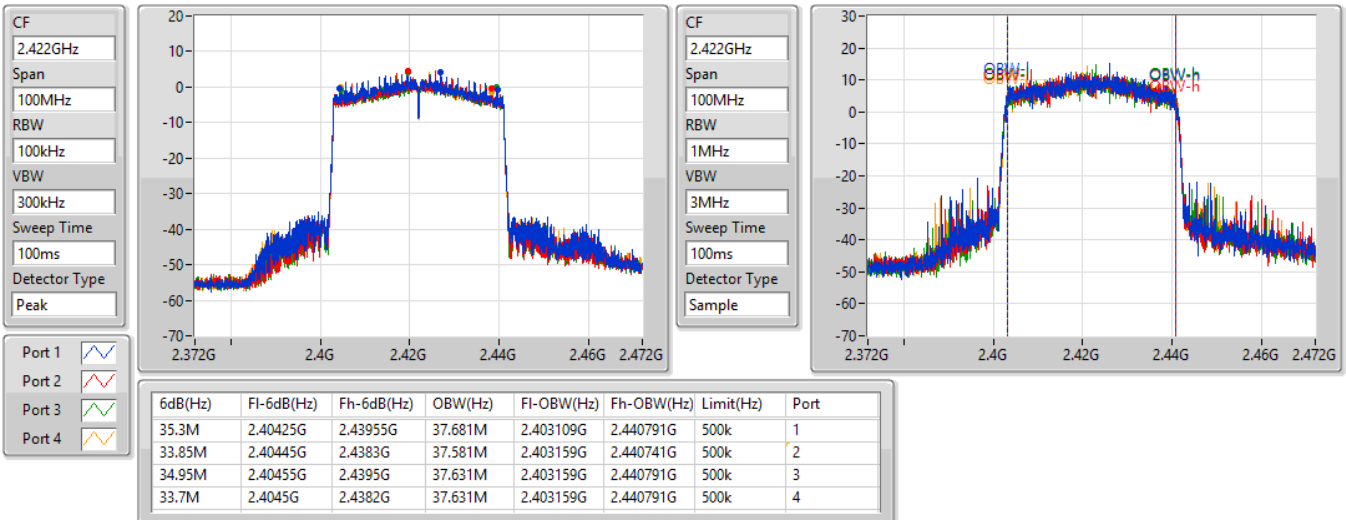 CF
2.422GHz
Span
100MHz
RBW
100kHz
VBW
300kHz
Sweep Time
100ms
Detector Type
Peak
20
10
0
-10
-20
-30
-40
-50
-60
-70
2.372G 2.4G 2.42G 2.44G 2.46G 2.472G
CF
2.422GHz
Span
100MHz
RBW
1MHz
VBW
3MHz
Sweep Time
100ms
Detector Type
Sample
30
20
10
0
-10
-20
-30
-40
-50
-60
-70
OBW-l
OBW-h
OBW-h
2.372G 2.4G 2.42G 2.44G 2.46G 2.472G
Port 1
Port 2
Port 3
Port 4
6dB(Hz) Fl-6dB(Hz) Fh-6dB(Hz) OBW(Hz) Fl-OBW(Hz) Fh-OBW(Hz) Limit(Hz) Port
35.3M 2.40425G 2.43955G 37.681M 2.403109G 2.440791G 500k 1
33.85M 2.40445G 2.4383G 37.581M 2.403159G 2.440741G 500k 2
34.95M 2.40455G 2.4395G 37.631M 2.403159G 2.440791G 500k 3
33.7M 2.4045G 2.4382G 37.631M 2.403159G 2.440791G 500k 4